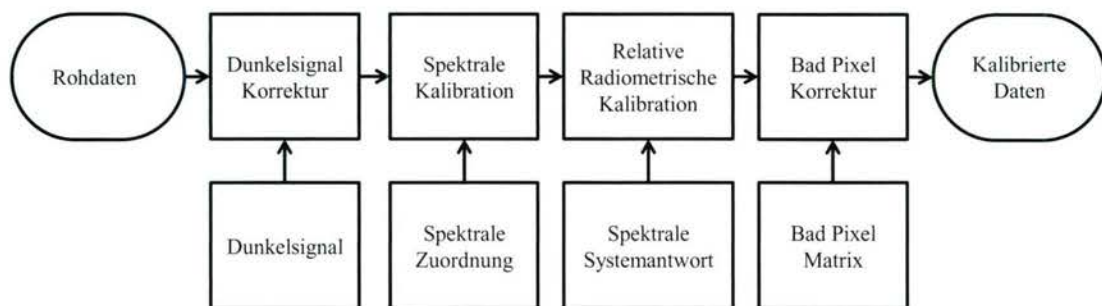 Rohdaten
Dunkelsignal
Korrektur
Spektrale
Kalibration
Relative
Radiometrische
Kalibration
Bad Pixel
Korrektur
Kalibrierte
Daten
Dunkelsignal
Spektrale
Zuordnung
Spektrale
Systemantwort
Bad Pixel
Matrix